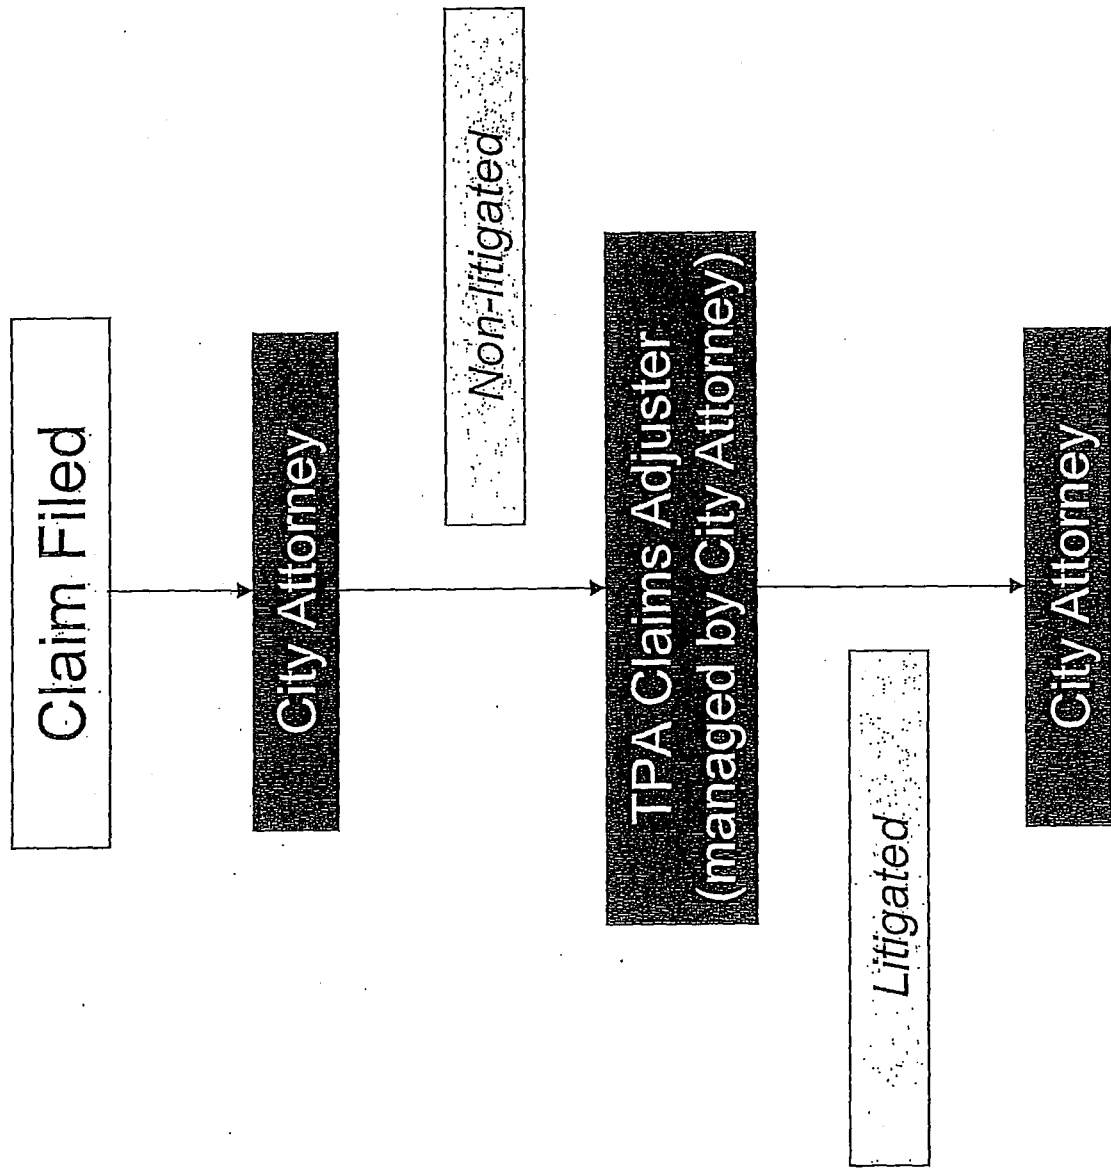 Claim Filed
City Attorney
Non-litigated
TPA Claims Adjuster
(managed by City Attorney)
Litigated
City Attorney